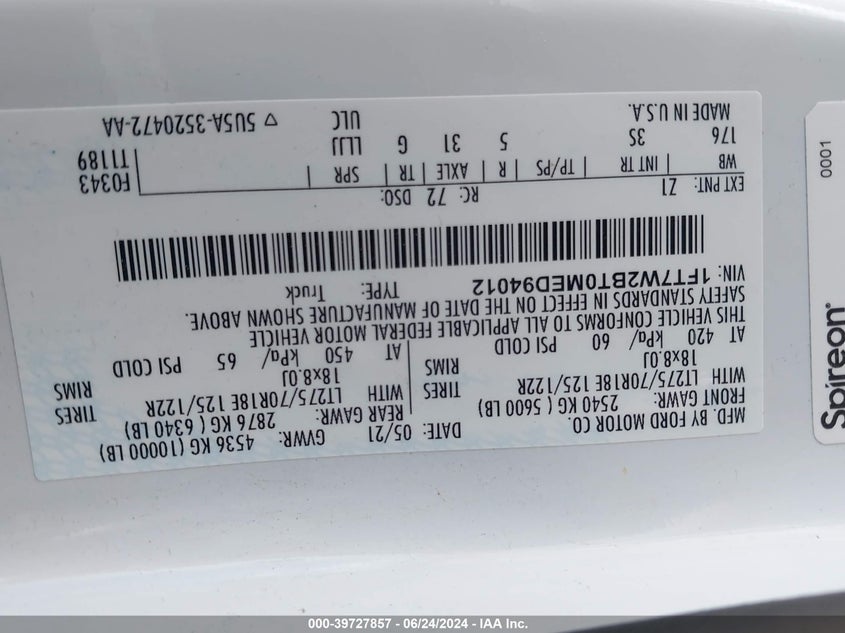 MFD. BY FORD MOTOR CO.
DATE: 05/21 GVWR: 4536 KG (10000 LB)
FRONT GAWR: 2540 KG (5600 LB)
REAR GAWR: 2876 KG (6340 LB)
WITH LT275/70R18E 125/122R TIRES
18x8.0J RIMS
AT 420 kPa/ 60 PSI COLD
WITH LT275/70R18E 125/122R TIRES
18x8.0J RIMS
AT 450 kPa/ 65 PSI COLD
THIS VEHICLE CONFORMS TO ALL APPLICABLE FEDERAL MOTOR VEHICLE
SAFETY STANDARDS IN EFFECT ON THE DATE OF MANUFACTURE SHOWN ABOVE.
VIN: 1FT7W2BT0MED94012 TYPE: Truck
EXT PNT: Z1 RC: 72 DSO: F0343
WB | INT TR | TP/PS | R | AXLE | TR | SPR | T1189
176 3S 5 31 G LLJJ
MADE IN U.S.A. ULC ▽ 5U5A-3520472-AA
0001
Spireon
000-39727857 - 06/24/2024 - IAA Inc.